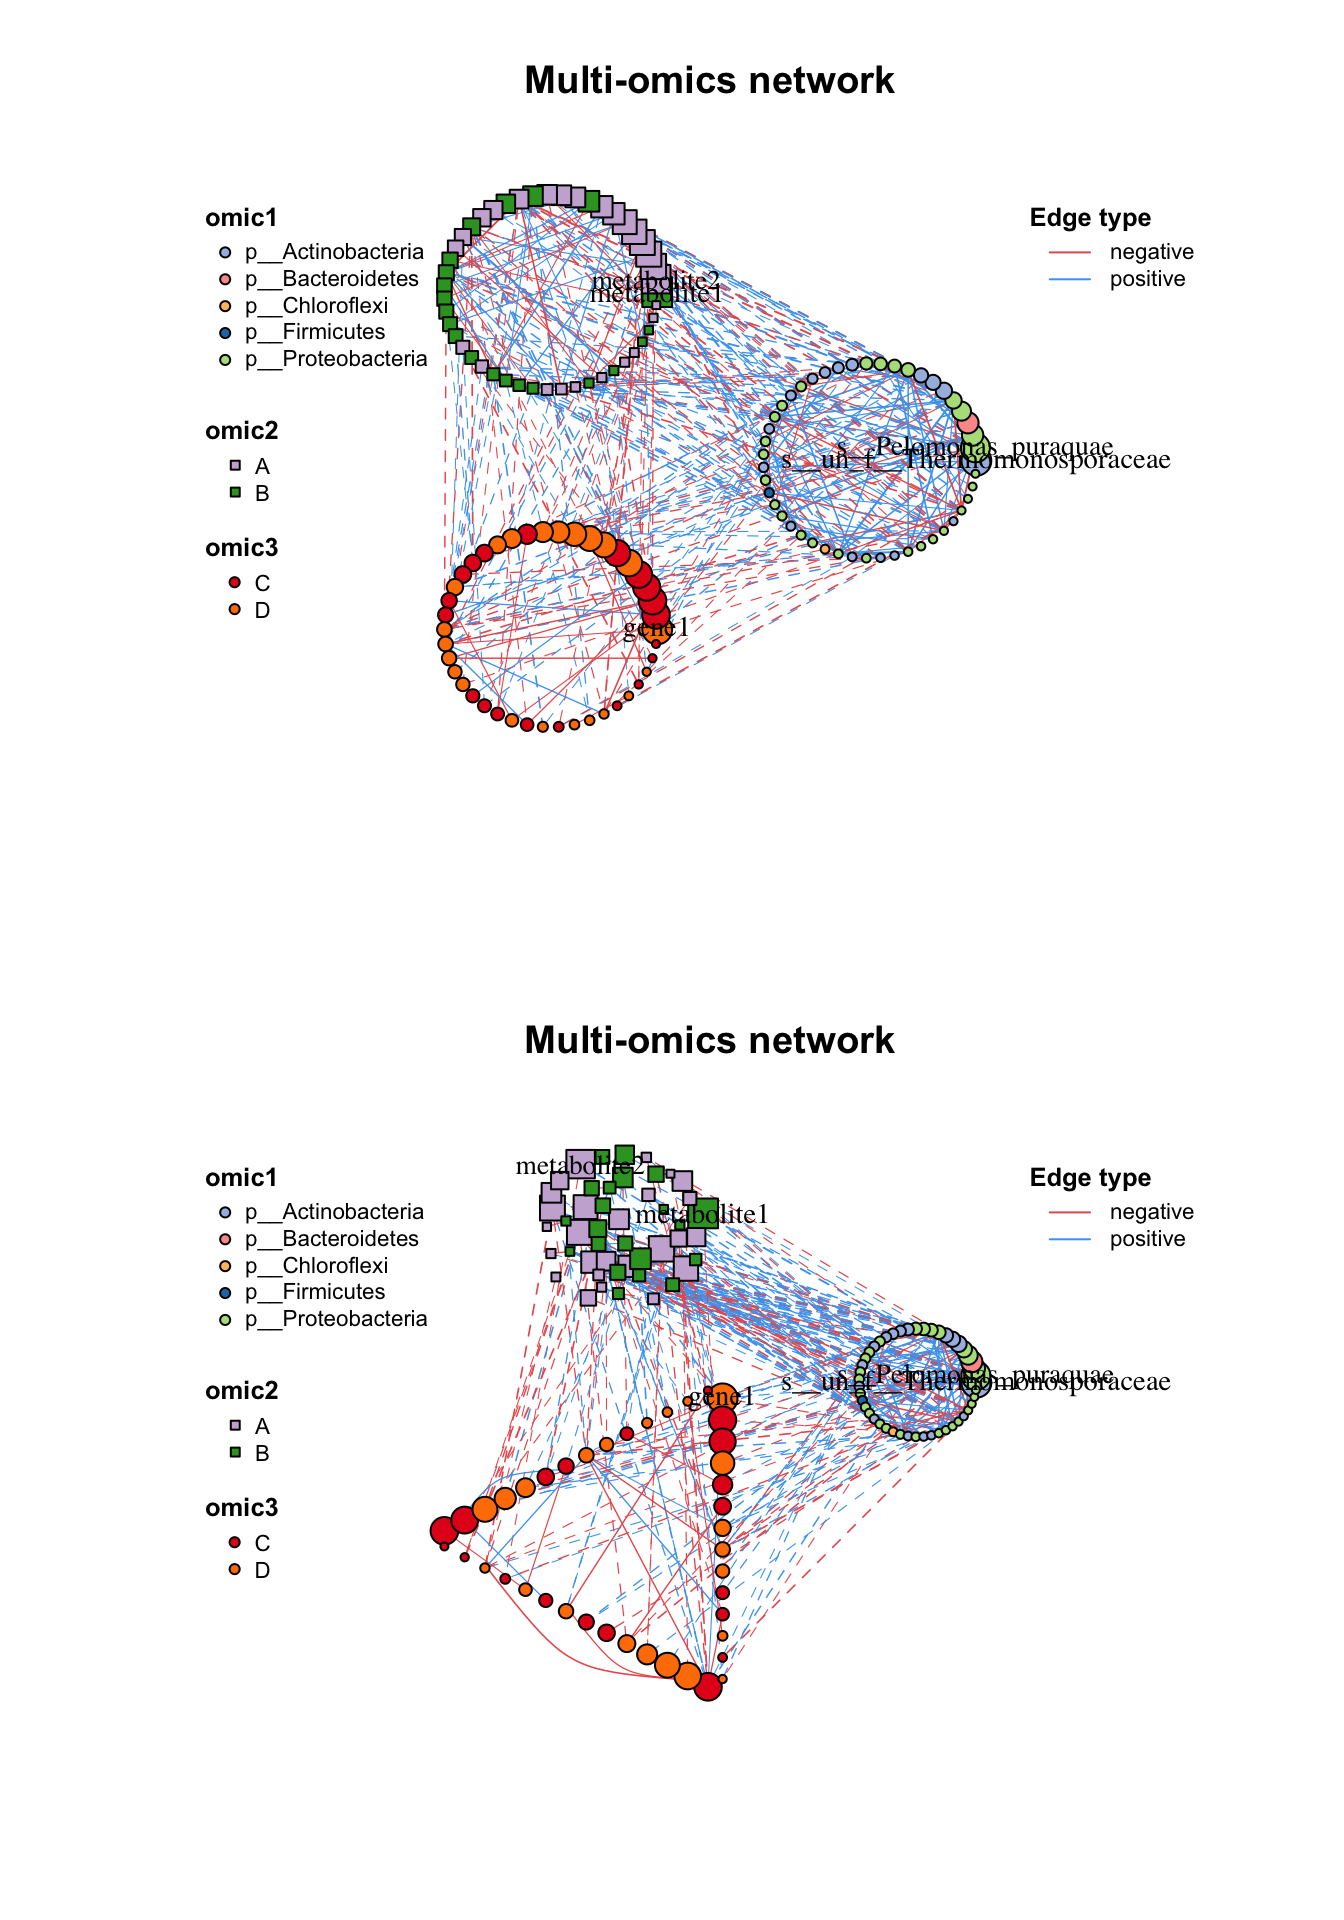 Multi-omics network
omic1
p__Actinobacteria
p__Bacteroidetes
p__Chloroflexi
p__Firmicutes
p__Proteobacteria
omic2
A
B
omic3
C
D
metabolite2
metabolite1
s__Pelomonas_puraquae
s__un_f__Thermomonosporaceae
gene1
Edge type
negative
positive
Multi-omics network
omic1
p__Actinobacteria
p__Bacteroidetes
p__Chloroflexi
p__Firmicutes
p__Proteobacteria
omic2
A
B
omic3
C
D
metabolite2
metabolite1
s__Pelomonas_puraquae
s__un_f__Thermomonosporaceae
gene1
Edge type
negative
positive